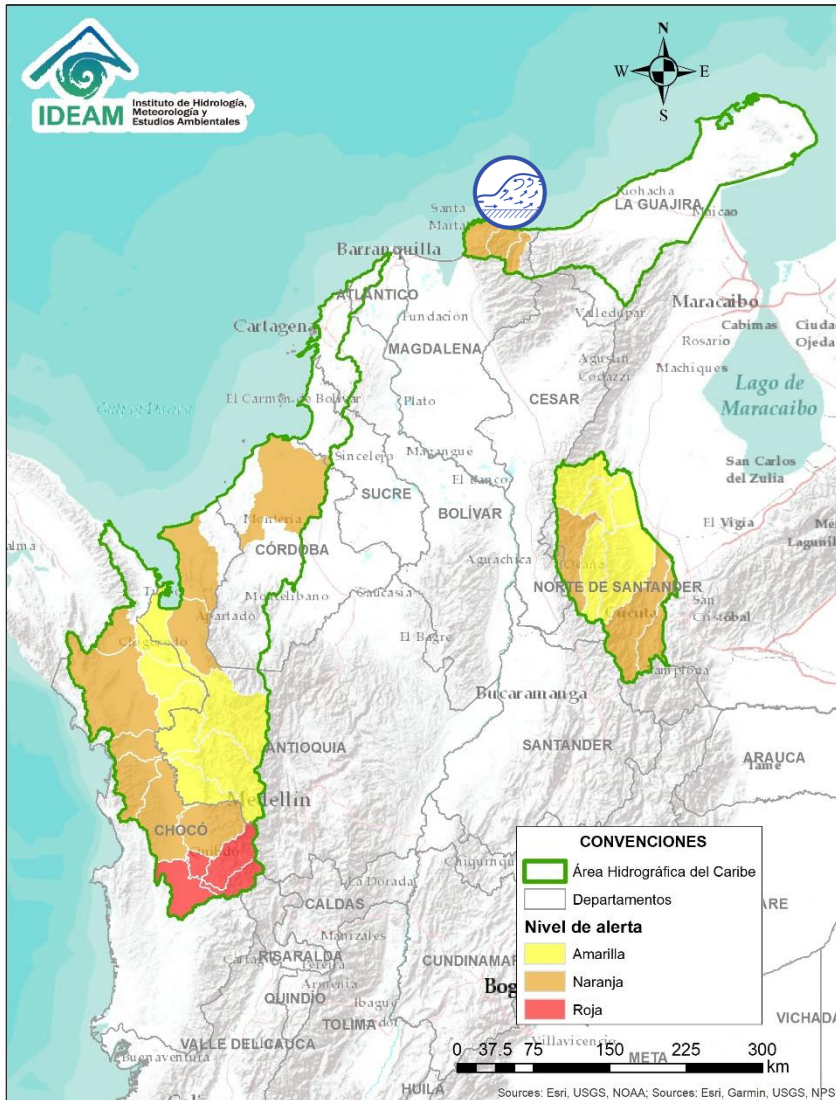 IDEAM
Instituto de Hidrología,
Meteorología y
Estudios Ambientales
N
W
E
S
Riohacha
LA GUAJIRA
Maicao
Santa
Marta
Barranquilla
ATLÁNTICO
Maracaibo
Cartagena
Fundación
Valledupar
Cabimas
Ciudad
Rosario
Ojeda
MAGDALENA
Agustín
Codazzi
Machiques
CESAR
Lago de
Maracaibo
El Carmen de Bolívar
Plato
Sincelejo
Magangué
San Carlos
del Zulia
El Banco
SUCRE
BOLÍVAR
Montería
El Vigía
CÓRDOBA
Aguachica
Ocaña
Montelíbano
Caucasia
NORTE DE SANTANDER
Apartadó
Cúcuta
San
Cristóbal
Chigorodó
El Bagre
Pamplona
Bucaramanga
ANTIOQUIA
SANTANDER
ARAUCA
Tame
Medellín
CHOCÓ
Quibdó
La Dorada
CALDAS
Manizales
RISARALDA
Pereira
CUNDINAMAR
Armenia
QUINDÍO
Ibagué
Bog
TOLIMA
VICHADA
VALLE DEL CAUCA
Villavicencio
Buenaventura
META
HUILA
CONVENCIONES
Área Hidrográfica del Caribe
Departamentos
Nivel de alerta
Amarilla
Naranja
Roja
0 37.5 75 150 225 300
km
Sources: Esri, USGS, NOAA; Sources: Esri, Garmin, USGS, NPS